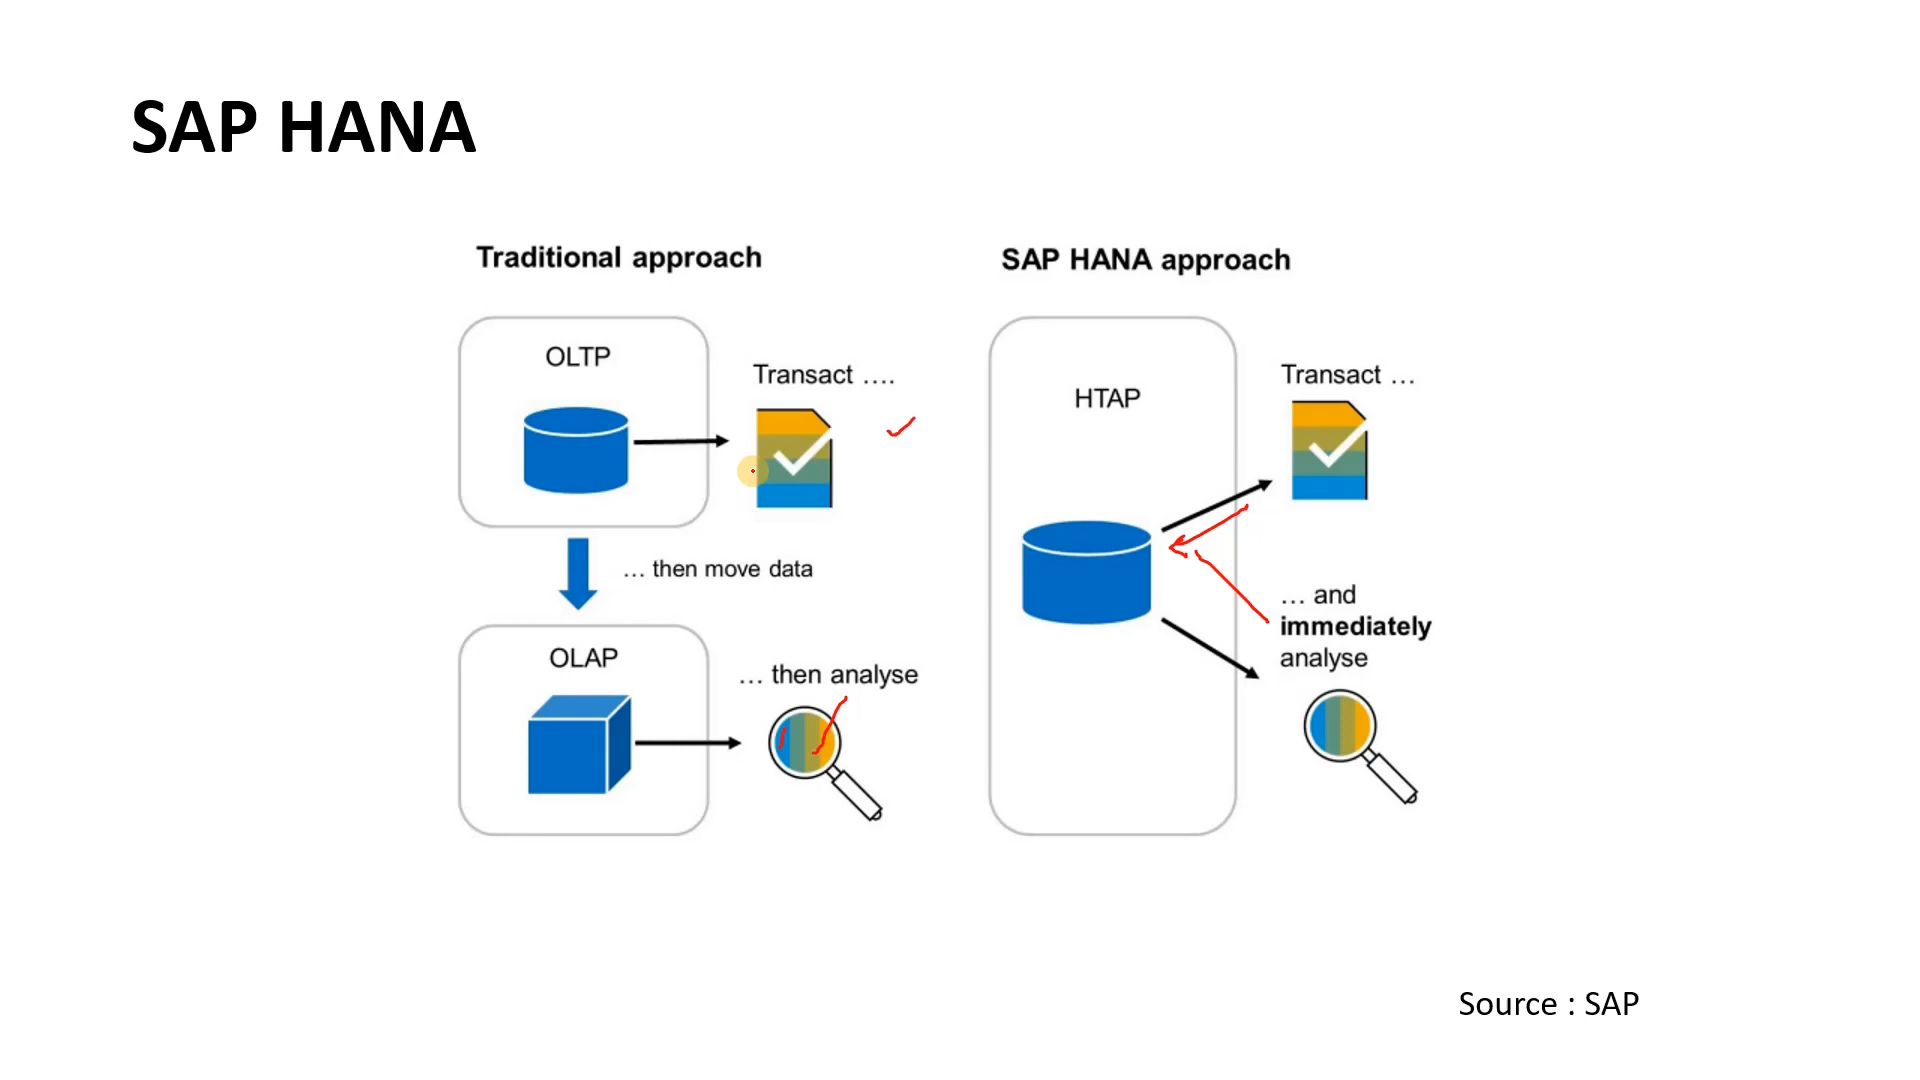 SAP HANA
Traditional approach
OLTP
Transact ....
... then move data
OLAP
... then analyse
SAP HANA approach
HTAP
Transact ...
... and
immediately
analyse
Source : SAP